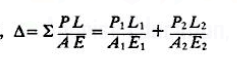 , Δ = Σ PL/AE = P₁L₁/A₁E₁ + P₂L₂/A₂E₂